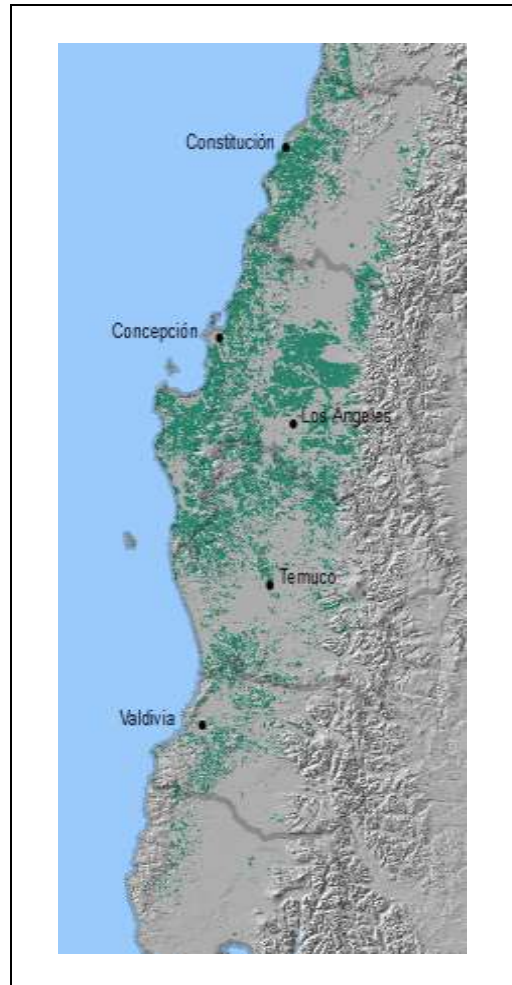 Constitución
Concepción
Los Angeles
Temuco
Valdivia